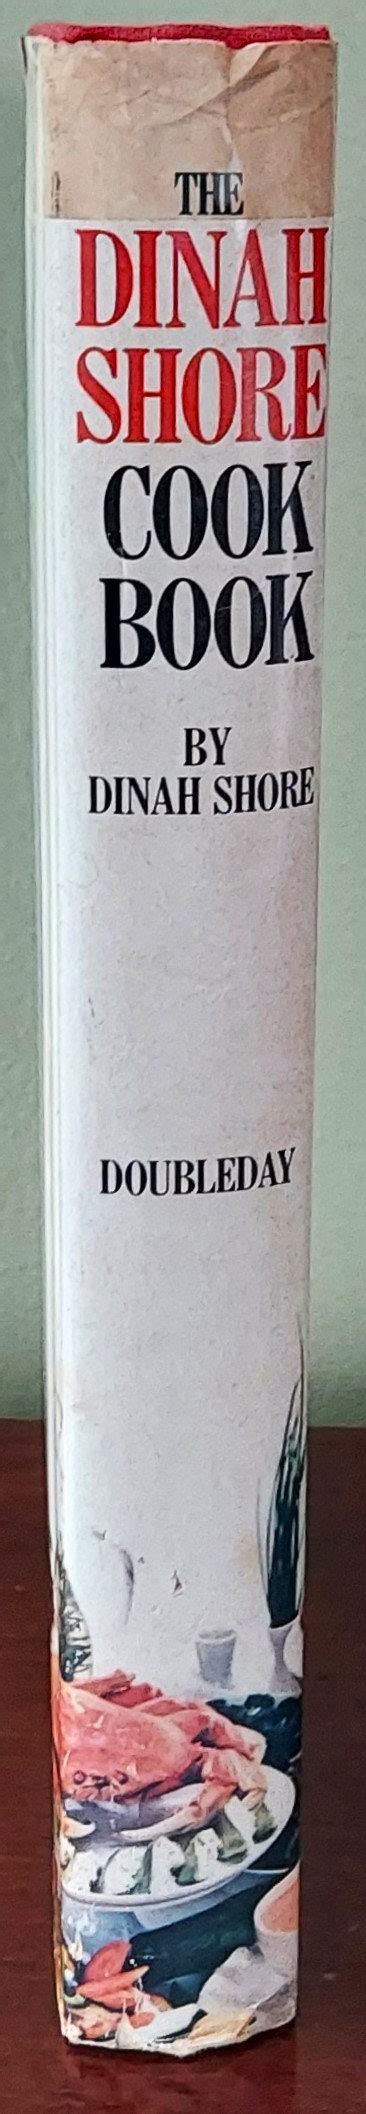 THE
DINAH
SHORE
COOK
BOOK
BY
DINAH SHORE
DOUBLEDAY